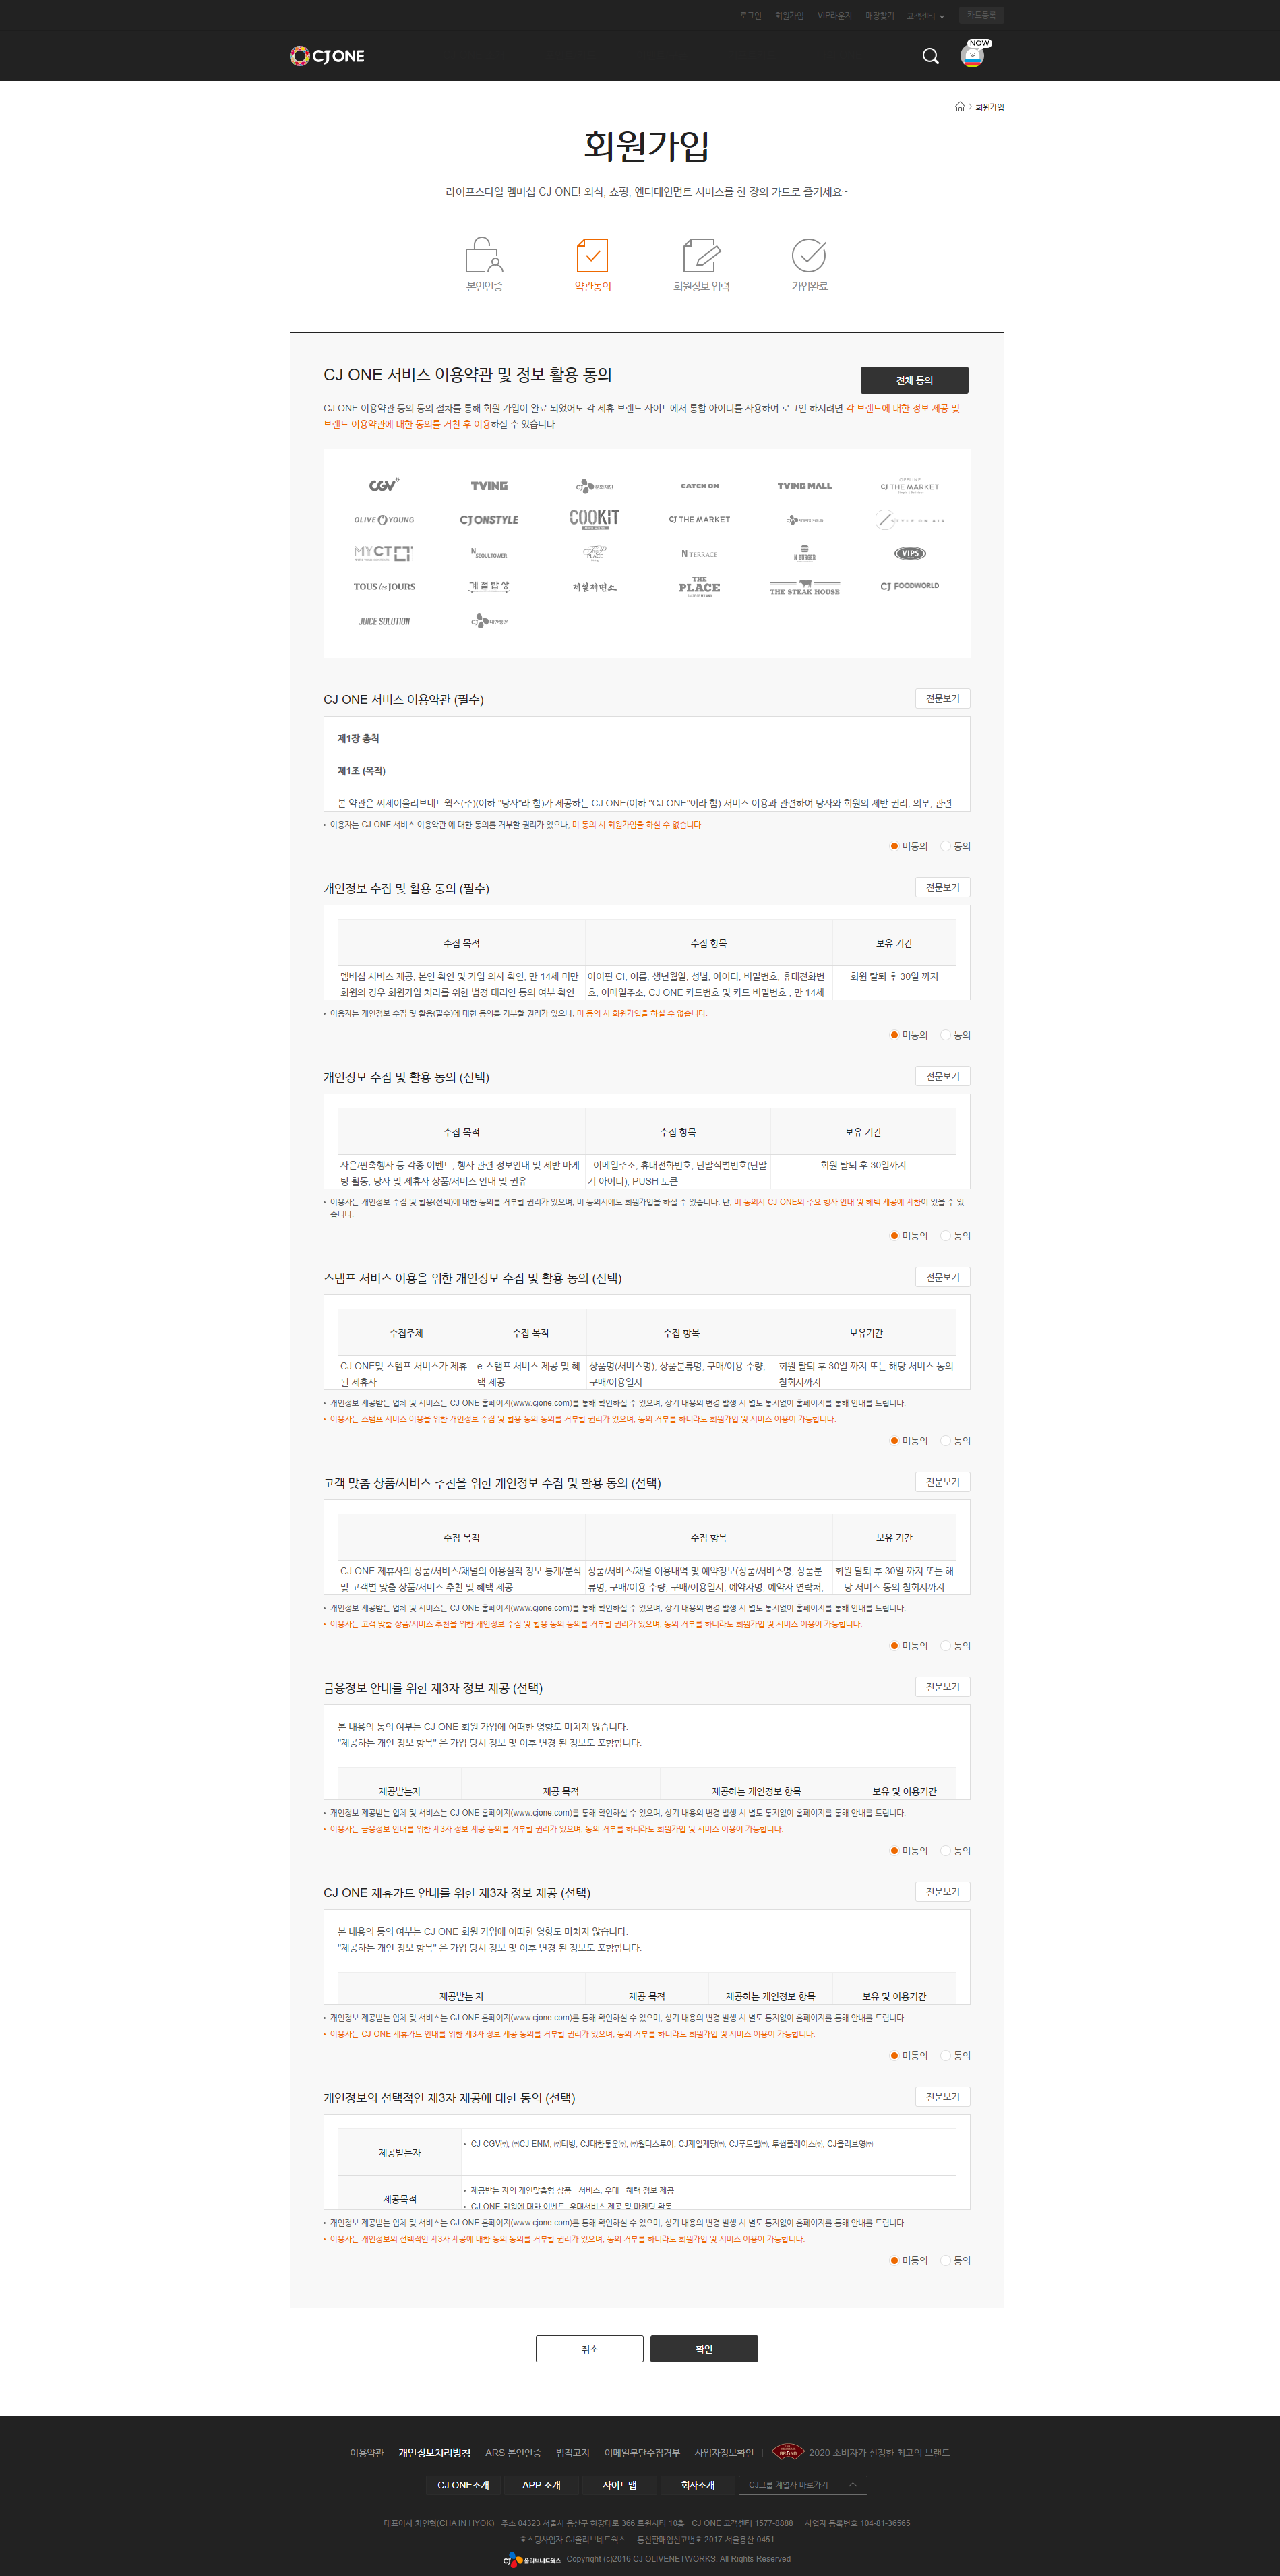 로그인 회원가입 VIP라운지 매장찾기 고객센터 카드등록
CJ ONE
NOW
회원가입
회원가입
라이프스타일 멤버십 CJ ONE! 외식, 쇼핑, 엔터테인먼트 서비스를 한 장의 카드로 즐기세요~
본인인증 약관동의 회원정보 입력 가입완료
CJ ONE 서비스 이용약관 및 정보 활용 동의
전체 동의
CJ ONE 이용약관 등의 동의 절차를 통해 회원 가입이 완료 되었어도 각 제휴 브랜드 사이트에서 통합 아이디를 사용하여 로그인 하시려면 각 브랜드에 대한 정보 제공 및
브랜드 이용약관에 대한 동의를 거친 후 이용하실 수 있습니다.
CGV TVING CJ문화재단 CATCH ON TVING MALL OFFLINE CJ THE MARKET
OLIVE YOUNG CJ ONSTYLE COOKIT CJ THE MARKET STYLE ON AIR
MYCT N SEOULTOWER PLACE N TERRACE N BURGER VIPS
TOUS les JOURS 계절밥상 제일제면소 THE PLACE THE STEAK HOUSE CJ FOODWORLD
JUICE SOLUTION CJ대한통운
CJ ONE 서비스 이용약관 (필수)
전문보기
제1장 총칙
제1조 (목적)
본 약관은 씨제이올리브네트웍스(주)(이하 "당사"라 함)가 제공하는 CJ ONE(이하 "CJ ONE"이라 함) 서비스 이용과 관련하여 당사와 회원의 제반 권리, 의무, 관련
• 이용자는 CJ ONE 서비스 이용약관 에 대한 동의를 거부할 권리가 있으나, 미 동의 시 회원가입을 하실 수 없습니다.
미동의 동의
개인정보 수집 및 활용 동의 (필수)
전문보기
수집 목적 수집 항목 보유 기간
멤버십 서비스 제공, 본인 확인 및 가입 의사 확인, 만 14세 미만 아이핀 CI, 이름, 생년월일, 성별, 아이디, 비밀번호, 휴대전화번 회원 탈퇴 후 30일 까지
회원의 경우 회원가입 처리를 위한 법정 대리인 동의 여부 확인 호, 이메일주소, CJ ONE 카드번호 및 카드 비밀번호 , 만 14세
• 이용자는 개인정보 수집 및 활용(필수)에 대한 동의를 거부할 권리가 있으나, 미 동의 시 회원가입을 하실 수 없습니다.
미동의 동의
개인정보 수집 및 활용 동의 (선택)
전문보기
수집 목적 수집 항목 보유 기간
사은/판촉행사 등 각종 이벤트, 행사 관련 정보안내 및 제반 마케 - 이메일주소, 휴대전화번호, 단말식별번호(단말 회원 탈퇴 후 30일까지
팅 활동, 당사 및 제휴사 상품/서비스 안내 및 권유 기 아이디), PUSH 토큰
• 이용자는 개인정보 수집 및 활용(선택)에 대한 동의를 거부할 권리가 있으며, 미 동의시에도 회원가입을 하실 수 있습니다. 단, 미 동의시 CJ ONE의 주요 행사 안내 및 혜택 제공에 제한이 있을 수 있
습니다.
미동의 동의
스탬프 서비스 이용을 위한 개인정보 수집 및 활용 동의 (선택)
전문보기
수집주체 수집 목적 수집 항목 보유기간
CJ ONE및 스템프 서비스가 제휴 e-스탬프 서비스 제공 및 혜 상품명(서비스명), 상품분류명, 구매/이용 수량, 회원 탈퇴 후 30일 까지 또는 해당 서비스 동의
된 제휴사 택 제공 구매/이용일시 철회시까지
• 개인정보 제공받는 업체 및 서비스는 CJ ONE 홈페이지(www.cjone.com)를 통해 확인하실 수 있으며, 상기 내용의 변경 발생 시 별도 통지없이 홈페이지를 통해 안내를 드립니다.
• 이용자는 스탬프 서비스 이용을 위한 개인정보 수집 및 활용 동의 동의를 거부할 권리가 있으며, 동의 거부를 하더라도 회원가입 및 서비스 이용이 가능합니다.
미동의 동의
고객 맞춤 상품/서비스 추천을 위한 개인정보 수집 및 활용 동의 (선택)
전문보기
수집 목적 수집 항목 보유 기간
CJ ONE 제휴사의 상품/서비스/채널의 이용실적 정보 통계/분석 상품/서비스/채널 이용내역 및 예약정보(상품/서비스명, 상품분 회원 탈퇴 후 30일 까지 또는 해
및 고객별 맞춤 상품/서비스 추천 및 혜택 제공 류명, 구매/이용 수량, 구매/이용일시, 예약자명, 예약자 연락처, 당 서비스 동의 철회시까지
• 개인정보 제공받는 업체 및 서비스는 CJ ONE 홈페이지(www.cjone.com)를 통해 확인하실 수 있으며, 상기 내용의 변경 발생 시 별도 통지없이 홈페이지를 통해 안내를 드립니다.
• 이용자는 고객 맞춤 상품/서비스 추천을 위한 개인정보 수집 및 활용 동의 동의를 거부할 권리가 있으며, 동의 거부를 하더라도 회원가입 및 서비스 이용이 가능합니다.
미동의 동의
금융정보 안내를 위한 제3자 정보 제공 (선택)
전문보기
본 내용의 동의 여부는 CJ ONE 회원 가입에 어떠한 영향도 미치지 않습니다.
"제공하는 개인 정보 항목" 은 가입 당시 정보 및 이후 변경 된 정보도 포함합니다.
제공받는자 제공 목적 제공하는 개인정보 항목 보유 및 이용기간
• 개인정보 제공받는 업체 및 서비스는 CJ ONE 홈페이지(www.cjone.com)를 통해 확인하실 수 있으며, 상기 내용의 변경 발생 시 별도 통지없이 홈페이지를 통해 안내를 드립니다.
• 이용자는 금융정보 안내를 위한 제3자 정보 제공 동의를 거부할 권리가 있으며, 동의 거부를 하더라도 회원가입 및 서비스 이용이 가능합니다.
미동의 동의
CJ ONE 제휴카드 안내를 위한 제3자 정보 제공 (선택)
전문보기
본 내용의 동의 여부는 CJ ONE 회원 가입에 어떠한 영향도 미치지 않습니다.
"제공하는 개인 정보 항목" 은 가입 당시 정보 및 이후 변경 된 정보도 포함합니다.
제공받는 자 제공 목적 제공하는 개인정보 항목 보유 및 이용기간
• 개인정보 제공받는 업체 및 서비스는 CJ ONE 홈페이지(www.cjone.com)를 통해 확인하실 수 있으며, 상기 내용의 변경 발생 시 별도 통지없이 홈페이지를 통해 안내를 드립니다.
• 이용자는 CJ ONE 제휴카드 안내를 위한 제3자 정보 제공 동의를 거부할 권리가 있으며, 동의 거부를 하더라도 회원가입 및 서비스 이용이 가능합니다.
미동의 동의
개인정보의 선택적인 제3자 제공에 대한 동의 (선택)
전문보기
제공받는자 • CJ CGV㈜, ㈜CJ ENM, ㈜티빙, CJ대한통운㈜, ㈜월디스투어, CJ제일제당㈜, CJ푸드빌㈜, 투썸플레이스㈜, CJ올리브영㈜
제공목적 • 제공받는 자의 개인맞춤형 상품ㆍ서비스, 우대ㆍ혜택 정보 제공
• CJ ONE 회원에 대한 이벤트, 우대서비스 제공 및 마케팅 활동
• 개인정보 제공받는 업체 및 서비스는 CJ ONE 홈페이지(www.cjone.com)를 통해 확인하실 수 있으며, 상기 내용의 변경 발생 시 별도 통지없이 홈페이지를 통해 안내를 드립니다.
• 이용자는 개인정보의 선택적인 제3자 제공에 대한 동의 동의를 거부할 권리가 있으며, 동의 거부를 하더라도 회원가입 및 서비스 이용이 가능합니다.
미동의 동의
취소 확인
이용약관 개인정보처리방침 ARS 본인인증 법적고지 이메일무단수집거부 사업자정보확인 2020 소비자가 선정한 최고의 브랜드
CJ ONE소개 APP 소개 사이트맵 회사소개 CJ그룹 계열사 바로가기
대표이사 차인혁(CHA IN HYOK) 주소 04323 서울시 용산구 한강대로 366 트윈시티 10층 CJ ONE 고객센터 1577-8888 사업자 등록번호 104-81-36565
호스팅사업자 CJ올리브네트웍스 통신판매업신고번호 2017-서울용산-0451
CJ 올리브네트웍스 Copyright (c)2016 CJ OLIVENETWORKS. All Rights Reserved